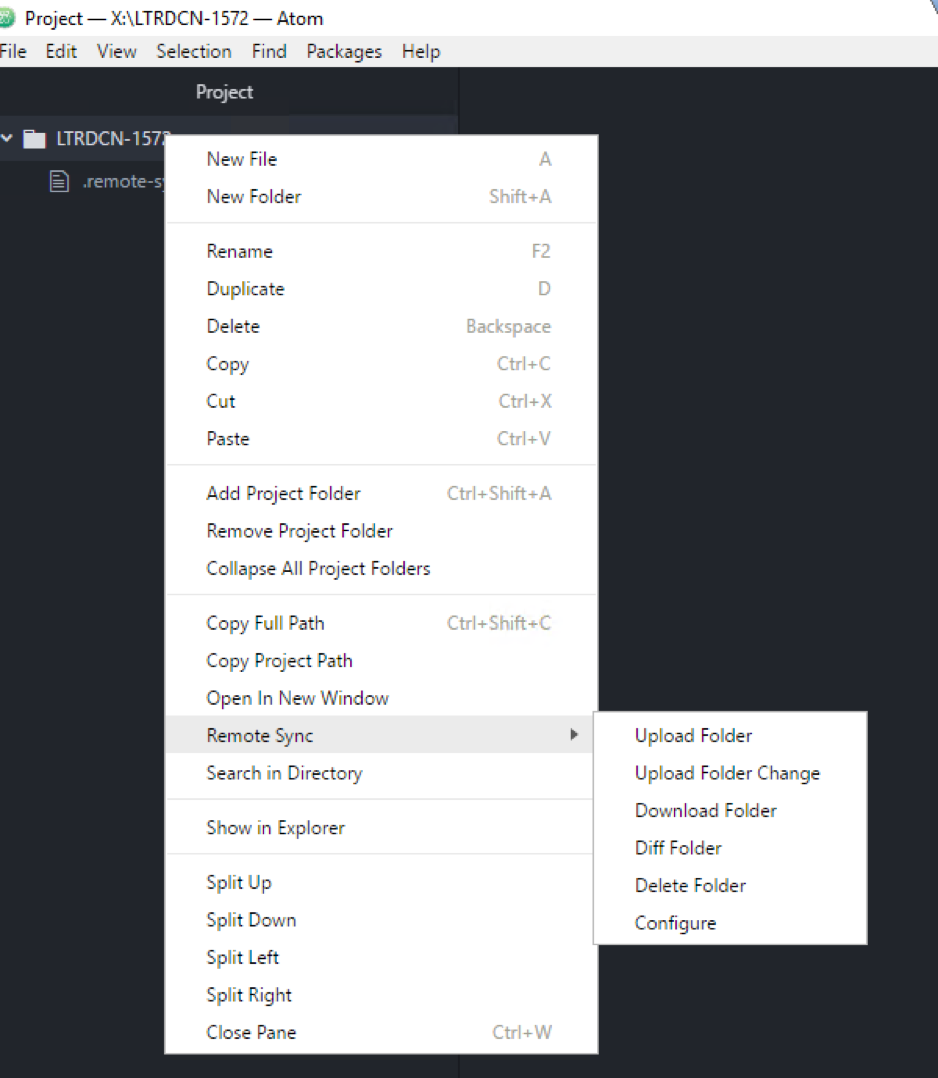 Project — X:\LTRDCN-1572 — Atom
File Edit View Selection Find Packages Help
Project
LTRDCN-1572
.remote-sy
New File A
New Folder Shift+A
Rename F2
Duplicate D
Delete Backspace
Copy Ctrl+C
Cut Ctrl+X
Paste Ctrl+V
Add Project Folder Ctrl+Shift+A
Remove Project Folder
Collapse All Project Folders
Copy Full Path Ctrl+Shift+C
Copy Project Path
Open In New Window
Remote Sync
Search in Directory
Show in Explorer
Split Up
Split Down
Split Left
Split Right
Close Pane Ctrl+W
Upload Folder
Upload Folder Change
Download Folder
Diff Folder
Delete Folder
Configure